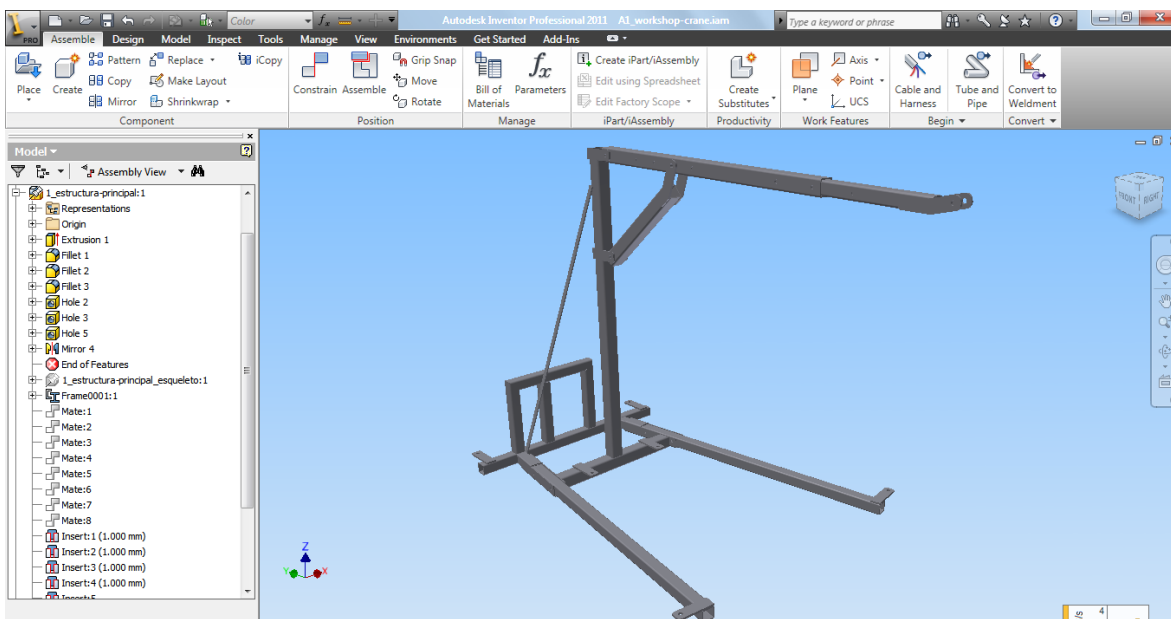 Color
Autodesk Inventor Professional 2011 A1_workshop-crane.iam
Type a keyword or phrase
PRO
Assemble Design Model Inspect Tools Manage View Environments Get Started Add-Ins
Place
Create
Pattern
Copy
Mirror
Replace
Make Layout
Shrinkwrap
iCopy
Component
Constrain
Assemble
Grip Snap
Move
Rotate
Position
Bill of
Materials
fx
Parameters
Manage
Create iPart/iAssembly
Edit using Spreadsheet
Edit Factory Scope
iPart/iAssembly
Create
Substitutes
Productivity
Plane
Axis
Point
UCS
Work Features
Cable and
Harness
Tube and
Pipe
Begin
Convert to
Weldment
Convert
Model
Assembly View
1_estructura-principal:1
Representations
Origin
Extrusion 1
Fillet 1
Fillet 2
Fillet 3
Hole 2
Hole 3
Hole 5
Mirror 4
End of Features
1_estructura-principal_esqueleto:1
Frame0001:1
Mate:1
Mate:2
Mate:3
Mate:4
Mate:5
Mate:6
Mate:7
Mate:8
Insert:1 (1.000 mm)
Insert:2 (1.000 mm)
Insert:3 (1.000 mm)
Insert:4 (1.000 mm)
FRONT
RIGHT
Z
Y
X
4